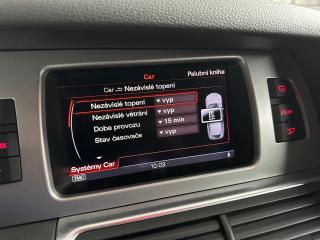 Car
Palubní kniha
Car Nezávislé topení
Nezávislé topení vyp
Nezávislé větrání vyp
Doba provozu 15 min
Stav časovače vyp
Systémy Car
TMC 10:03